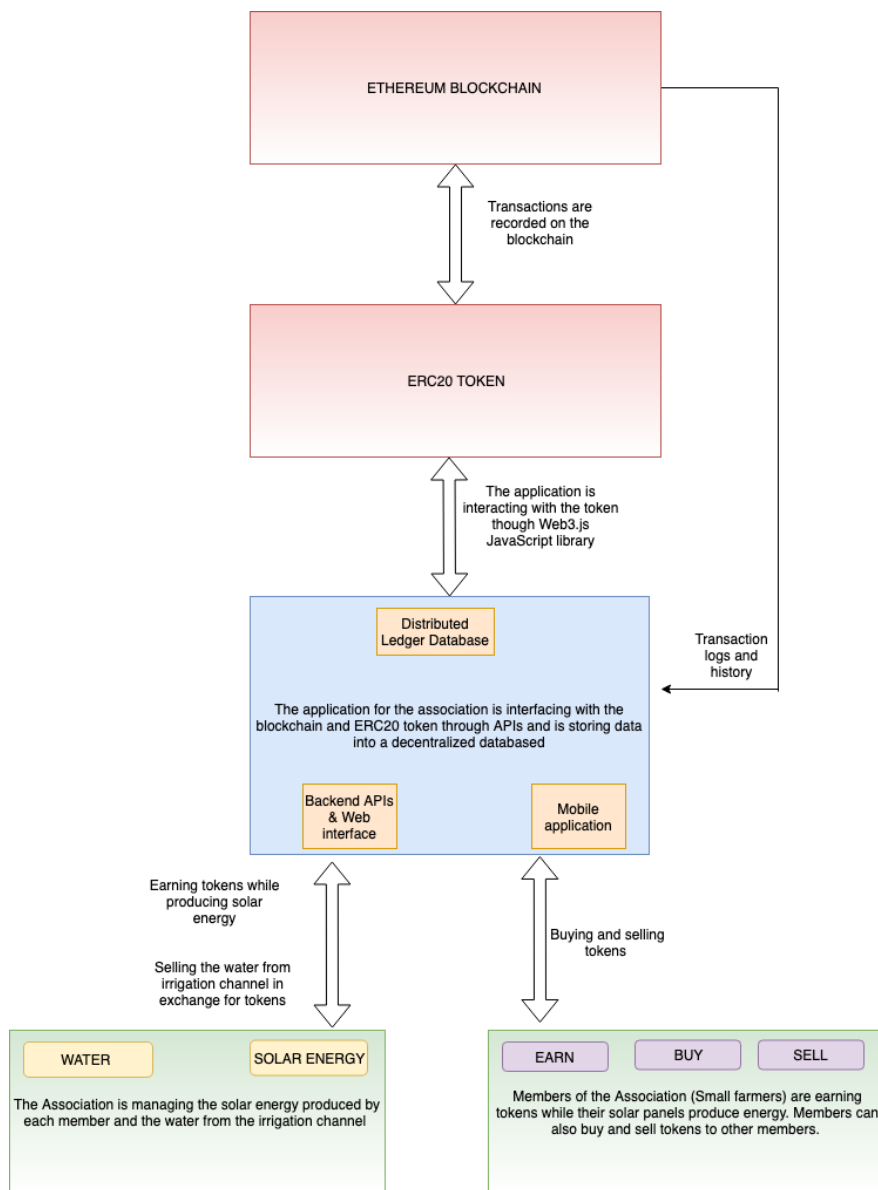 ETHEREUM BLOCKCHAIN
Transactions are
recorded on the
blockchain
ERC20 TOKEN
The application is
interacting with the token
though Web3.js
JavaScript library
Distributed
Ledger Database
Transaction
logs and
history
The application for the association is interfacing with the
blockchain and ERC20 token through APIs and is storing data
into a decentralized databased
Backend APIs
& Web
interface
Mobile
application
Earning tokens while
producing solar
energy
Selling the water from
irrigation channel in
exchange for tokens
Buying and selling
tokens
WATER
SOLAR ENERGY
The Association is managing the solar energy produced by
each member and the water from the irrigation channel
EARN
BUY
SELL
Members of the Association (Small farmers) are earning
tokens while their solar panels produce energy. Members can
also buy and sell tokens to other members.